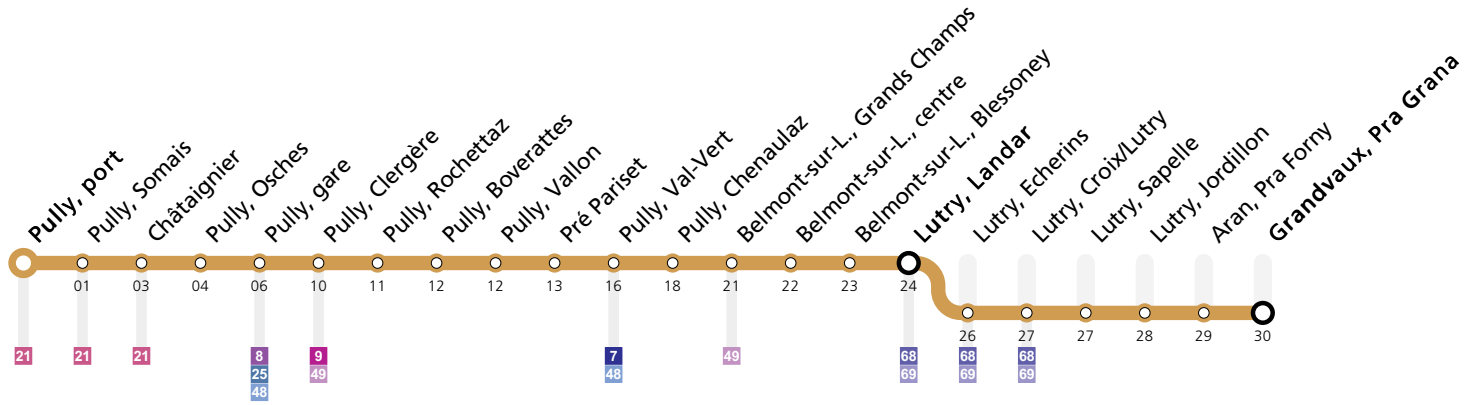 Pully, port
Pully, Somais
Châtaignier
Pully, Osches
Pully, gare
Pully, Clergère
Pully, Rochettaz
Pully, Boverattes
Pully, Vallon
Pré Pariset
Pully, Val-Vert
Pully, Chenaulaz
Belmont-sur-L., Grands Champs
Belmont-sur-L., centre
Belmont-sur-L., Blessoney
Lutry, Landar
Lutry, Echerins
Lutry, Croix/Lutry
Lutry, Sapelle
Lutry, Jordillon
Aran, Pra Forny
Grandvaux, Pra Grana
01 03 04 06 10 11 12 12 13 16 18 21 22 23 24
26 27 27 28 29 30
21 21 21 8 9 7 49 68 68 68
25 49 48 69 69 69
48